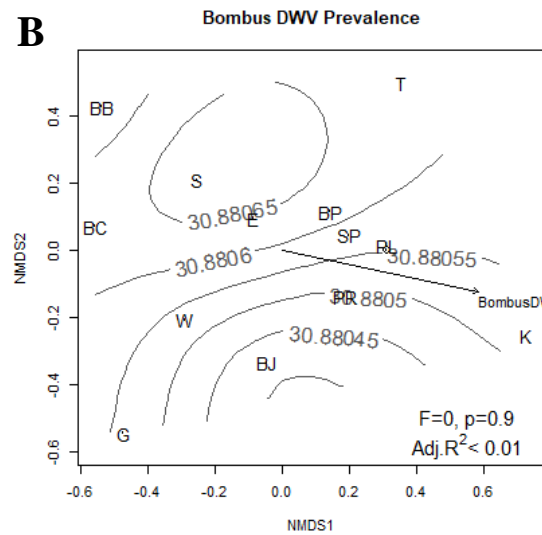 B
Bombus DWV Prevalence
T
BB
S
E
BP
BC
30.88065
SP
RL
30.8806
30.88055
BombusDW
PR
30.8805
W
K
30.88045
BJ
G
F=0, p=0.9
Adj.R²< 0.01
0.4
0.2
0.0
-0.2
-0.4
-0.6
NMDS2
-0.6 -0.4 -0.2 0.0 0.2 0.4 0.6
NMDS1